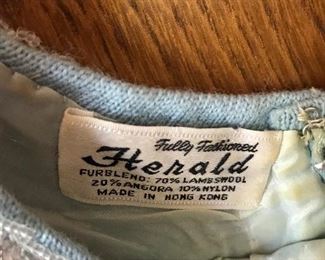 Fully Fashioned
Herald
FURBLEND: 70% LAMBSWOOL
20% ANGORA 10% NYLON
MADE IN HONG KONG